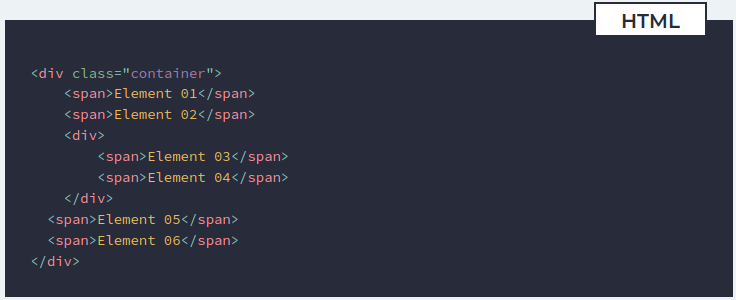 HTML
<div class="container">
    <span>Element 01</span>
    <span>Element 02</span>
    <div>
        <span>Element 03</span>
        <span>Element 04</span>
    </div>
  <span>Element 05</span>
  <span>Element 06</span>
</div>